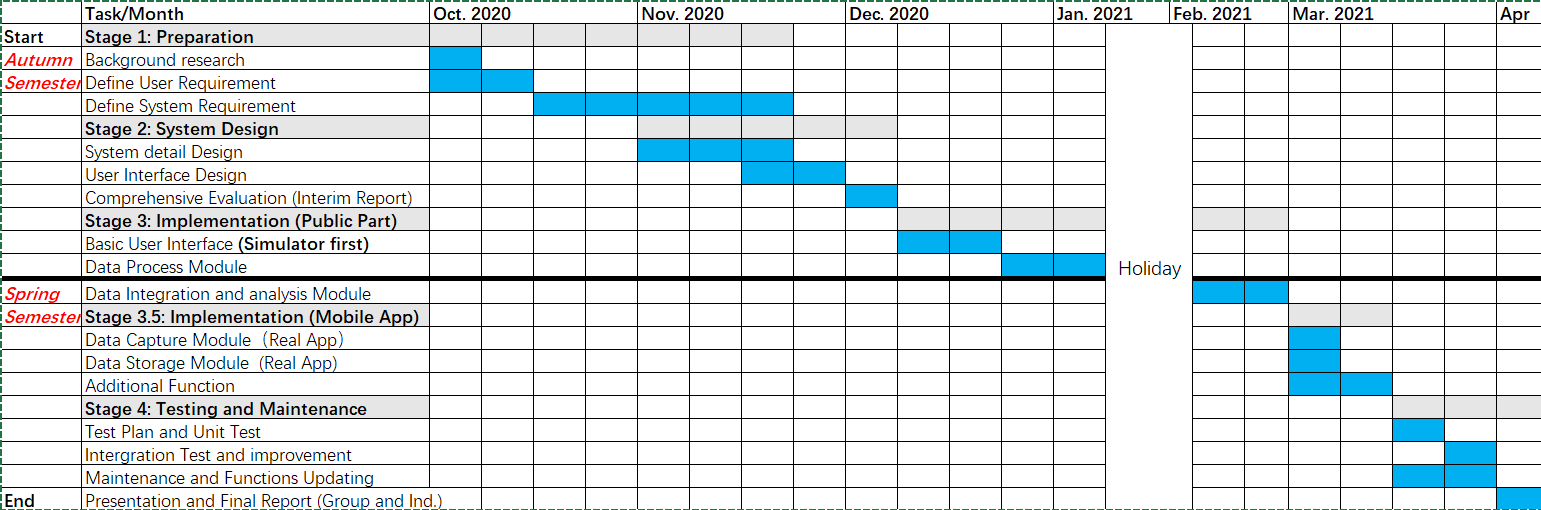 Task/Month Oct. 2020 Nov. 2020 Dec. 2020 Jan. 2021 Feb. 2021 Mar. 2021 Apr
Start Stage 1: Preparation
Autumn Background research
Semester Define User Requirement
Define System Requirement
Stage 2: System Design
System detail Design
User Interface Design
Comprehensive Evaluation (Interim Report)
Stage 3: Implementation (Public Part)
Basic User Interface (Simulator first)
Data Process Module Holiday
Spring Data Integration and analysis Module
Semester Stage 3.5: Implementation (Mobile App)
Data Capture Module（Real App）
Data Storage Module (Real App)
Additional Function
Stage 4: Testing and Maintenance
Test Plan and Unit Test
Intergration Test and improvement
Maintenance and Functions Updating
End Presentation and Final Report (Group and Ind.)